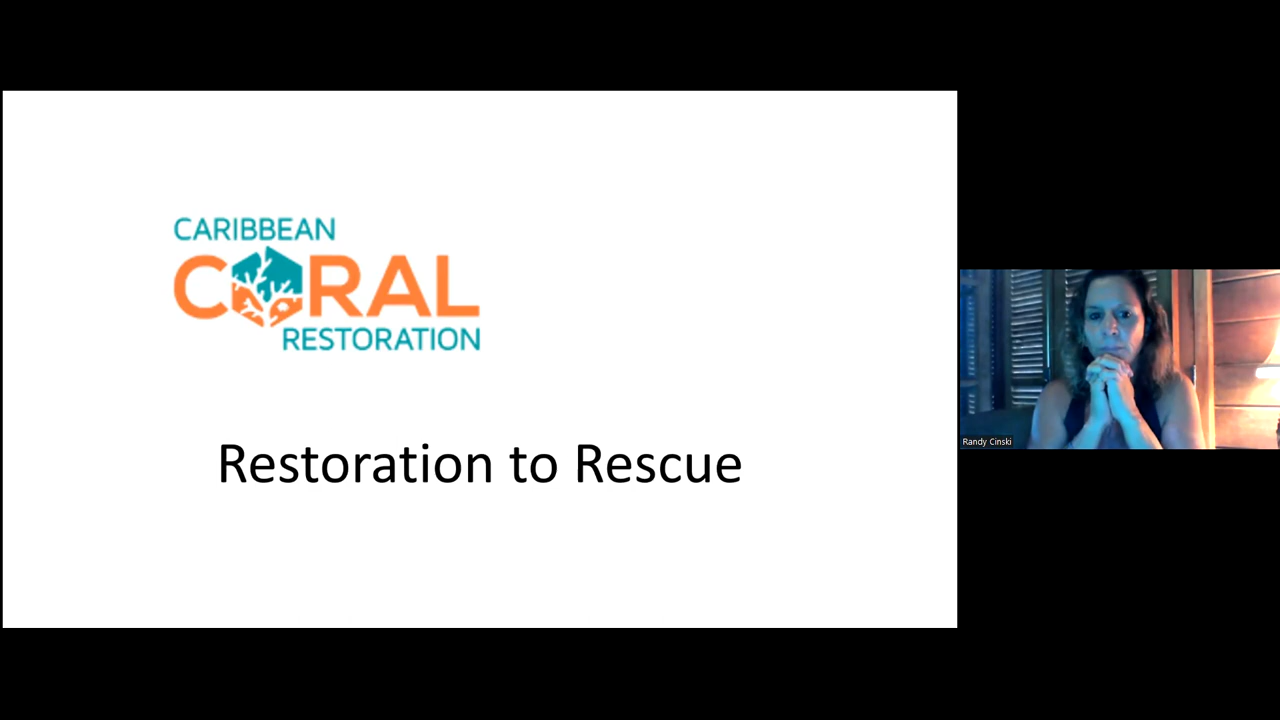 CARIBBEAN
CORAL
RESTORATION
Restoration to Rescue
Randy Cinski